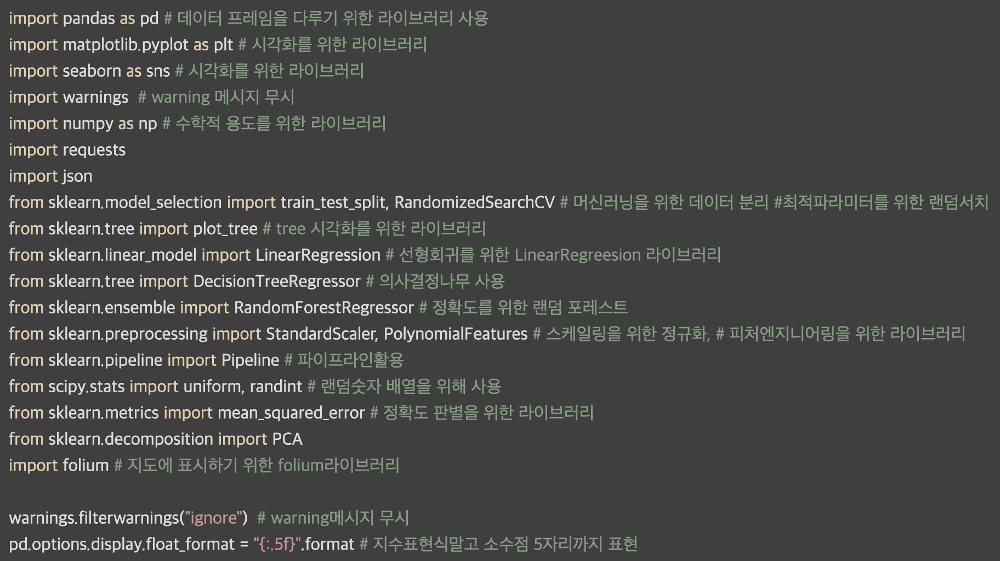 import pandas as pd # 데이터 프레임을 다루기 위한 라이브러리 사용
import matplotlib.pyplot as plt # 시각화를 위한 라이브러리
import seaborn as sns # 시각화를 위한 라이브러리
import warnings  # warning 메시지 무시
import numpy as np # 수학적 용도를 위한 라이브러리
import requests
import json
from sklearn.model_selection import train_test_split, RandomizedSearchCV # 머신러닝을 위한 데이터 분리 #최적파라미터를 위한 랜덤서치
from sklearn.tree import plot_tree # tree 시각화를 위한 라이브러리
from sklearn.linear_model import LinearRegression # 선형회귀를 위한 LinearRegreesion 라이브러리
from sklearn.tree import DecisionTreeRegressor # 의사결정나무 사용
from sklearn.ensemble import RandomForestRegressor # 정확도를 위한 랜덤 포레스트
from sklearn.preprocessing import StandardScaler, PolynomialFeatures # 스케일링을 위한 정규화, # 피처엔지니어링을 위한 라이브러리
from sklearn.pipeline import Pipeline # 파이프라인활용
from scipy.stats import uniform, randint # 랜덤숫자 배열을 위해 사용
from sklearn.metrics import mean_squared_error # 정확도 판별을 위한 라이브러리
from sklearn.decomposition import PCA
import folium # 지도에 표시하기 위한 folium라이브러리
warnings.filterwarnings("ignore")  # warning메시지 무시
pd.options.display.float_format = "{:.5f}".format # 지수표현식말고 소수점 5자리까지 표현